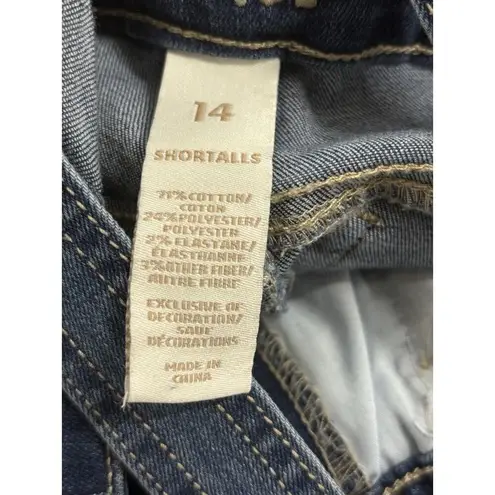 14
SHORTALLS
71% COTTON/
COTON
24% POLYESTER/
POLYESTER
2% ELASTANE/
ÉLASTHANNE
3% OTHER FIBER/
AUTRE FIBRE
EXCLUSIVE OF
DECORATION/
SAUF
DÉCORATIONS
MADE IN
CHINA